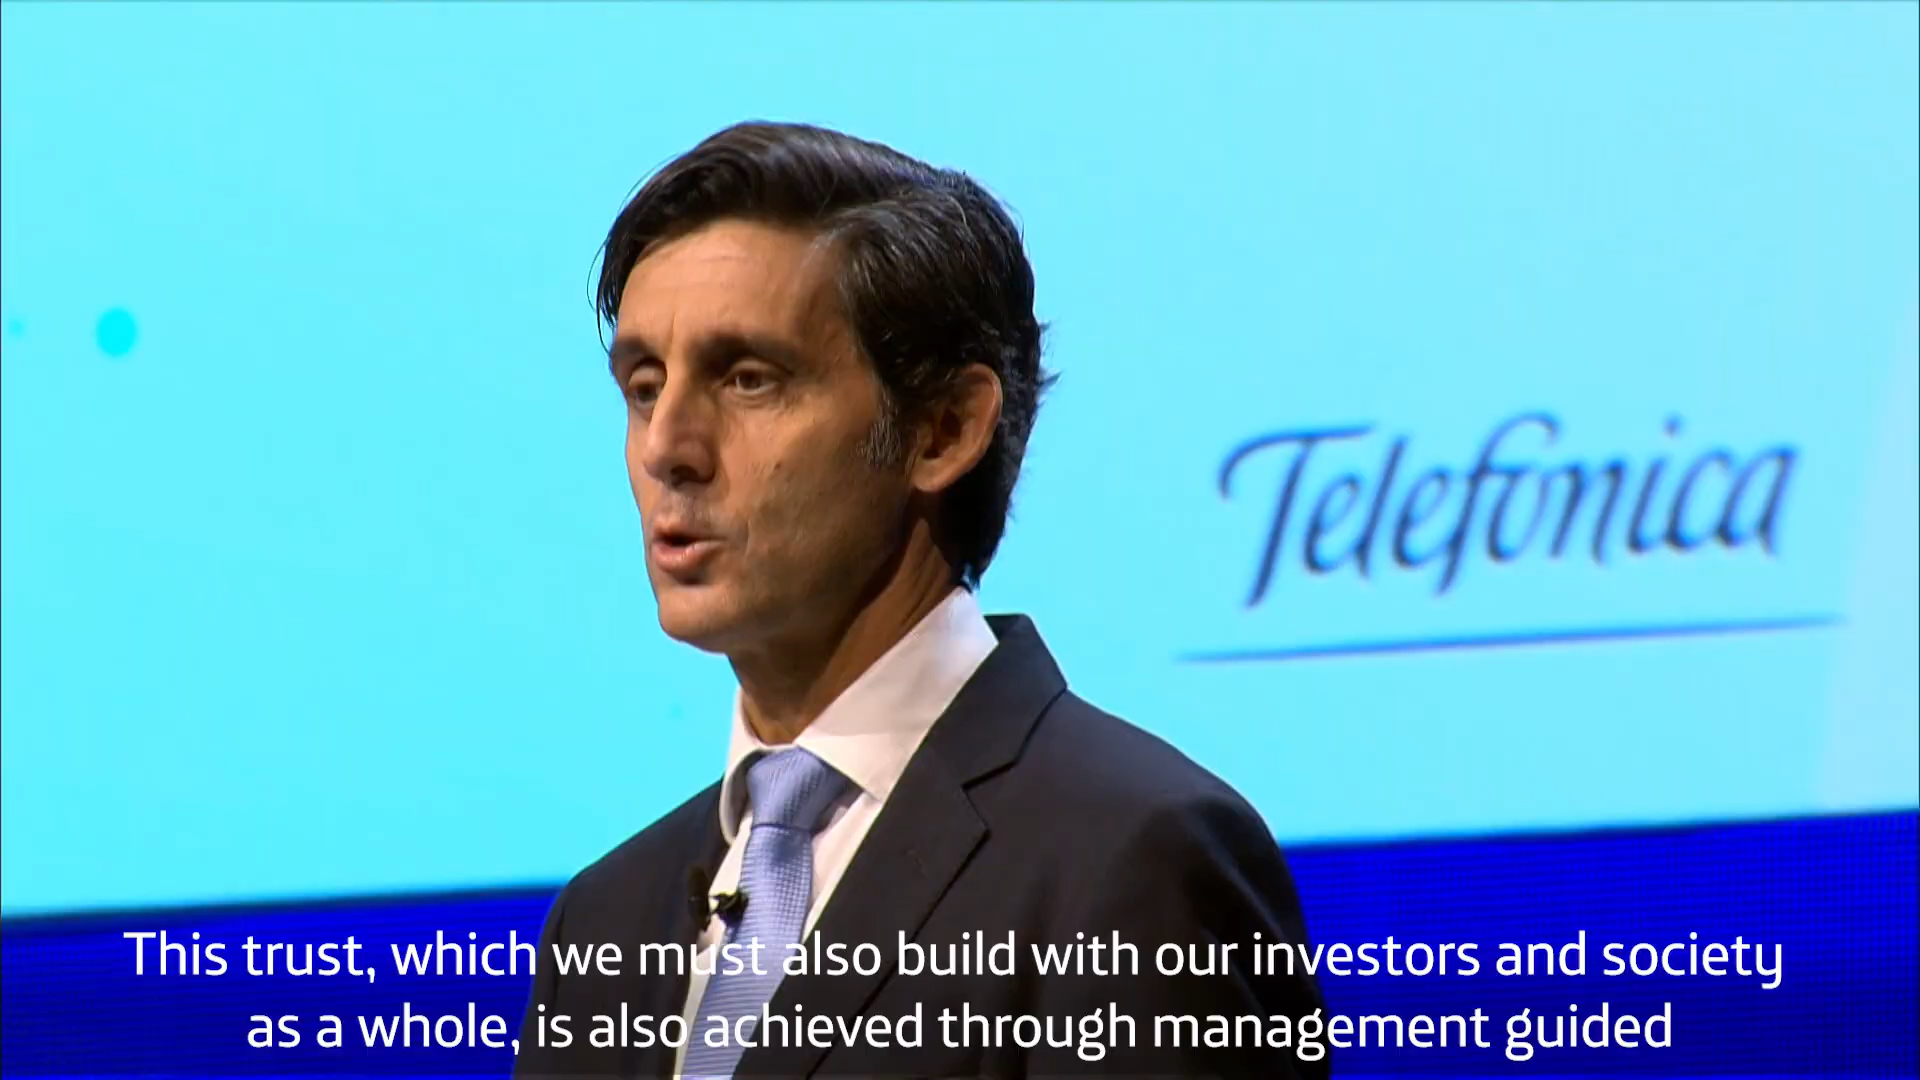 Telefonica
This trust, which we must also build with our investors and society
as a whole, is also achieved through management guided